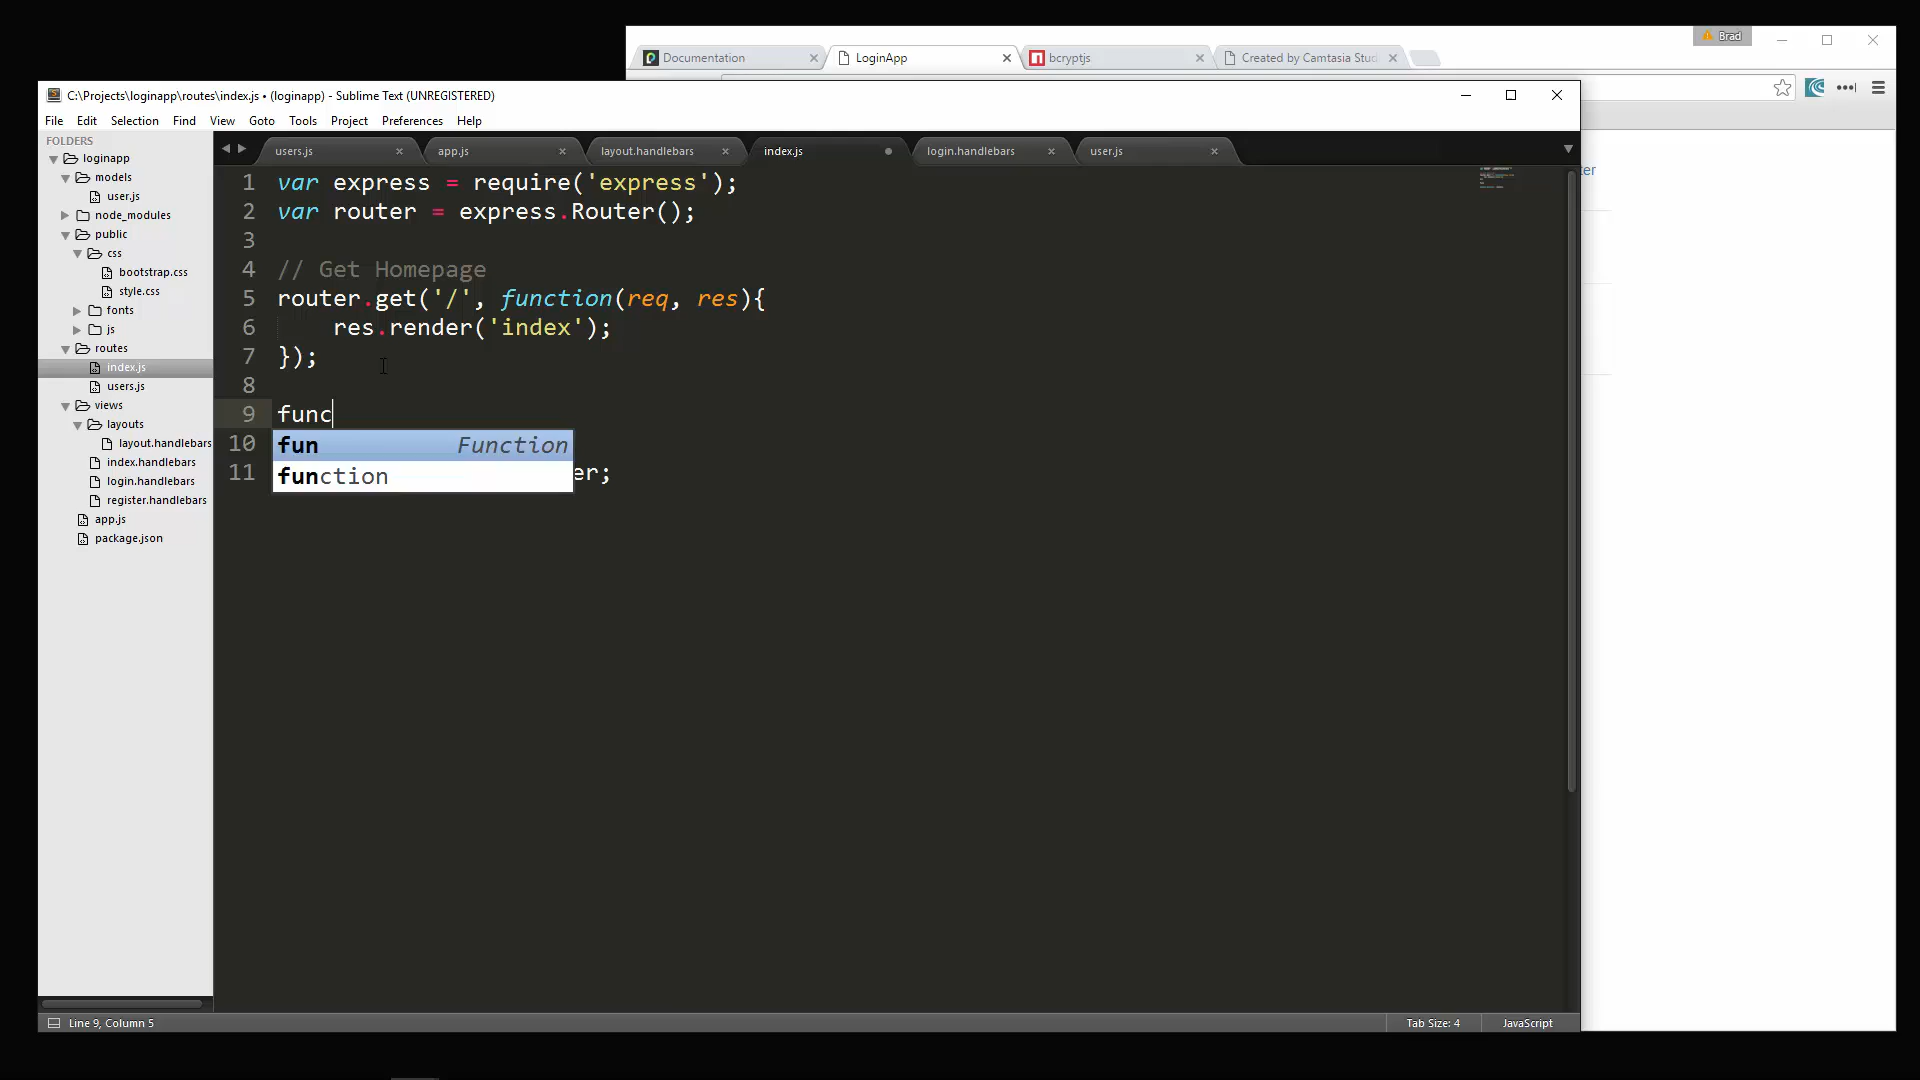 Brad
Documentation
LoginApp
bcryptjs
Created by Camtasia Stud
C:\Projects\loginapp\routes\index.js • (loginapp) - Sublime Text (UNREGISTERED)
File Edit Selection Find View Goto Tools Project Preferences Help
FOLDERS
loginapp
models
user.js
node_modules
public
css
bootstrap.css
style.css
fonts
js
routes
index.js
users.js
views
layouts
layout.handlebars
index.handlebars
login.handlebars
register.handlebars
app.js
package.json
users.js app.js layout.handlebars index.js login.handlebars user.js
1 var express = require('express');
2 var router = express.Router();
3
4 // Get Homepage
5 router.get('/', function(req, res){
6 res.render('index');
7 });
8
9 func
10
11 er;
fun Function
function
ter
Line 9, Column 5
Tab Size: 4
JavaScript